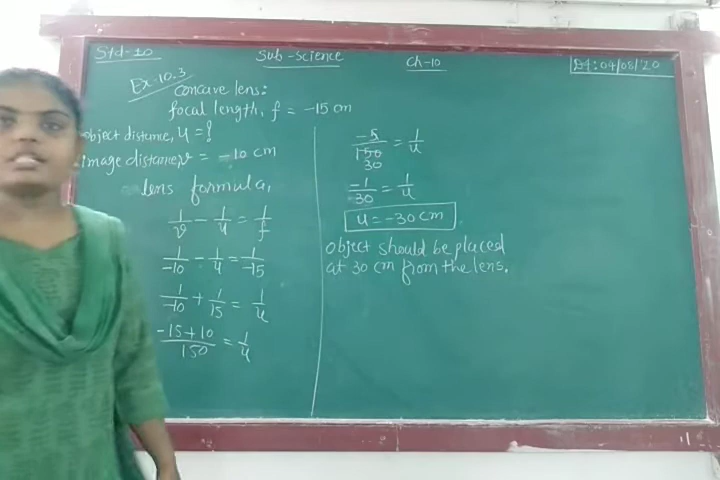 Std-10 Sub-Science Ch-10 Dt:04/08/20
Ex-10.3
Concave lens:
focal length, f = -15 cm
object distance, u = ?
image distance, v = -10 cm
lens formula,
1/v - 1/u = 1/f
1/-10 - 1/u = 1/-15
1/-10 + 1/15 = 1/u
-15+10/150 = 1/u
-5/150 = 1/u
30
-1/30 = 1/u
u = -30 cm
object should be placed
at 30 cm from the lens.